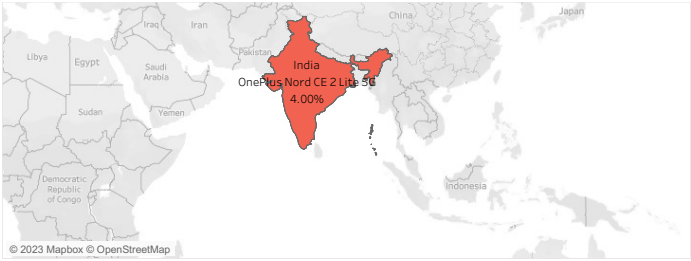 Japan
China
Iraq
Iran
Libya
Egypt
Pakistan
Saudi
Arabia
India
OnePlus Nord CE 2 Lite 5G
4.00%
Sudan
Yemen
Democratic
Republic
of Congo
Indonesia
© 2023 Mapbox © OpenStreetMap